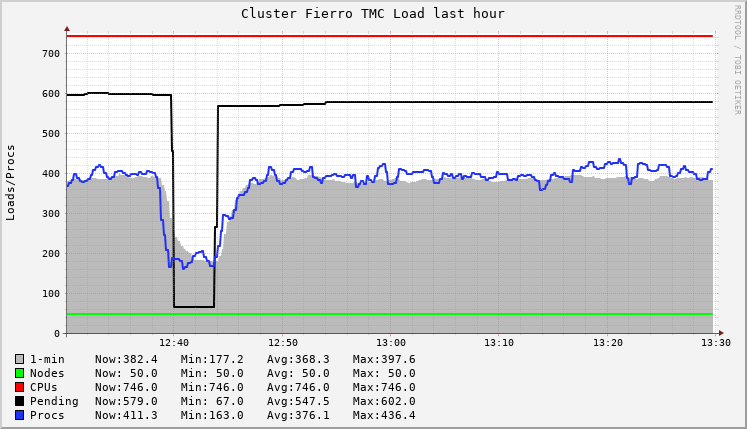 Cluster Fierro TMC Load last hour
RRDTOOL / TOBI OETIKER
Loads/Procs
700
600
500
400
300
200
100
0
12:40 12:50 13:00 13:10 13:20 13:30
1-min Now:382.4 Min:177.2 Avg:368.3 Max:397.6
Nodes Now: 50.0 Min: 50.0 Avg: 50.0 Max: 50.0
CPUs Now:746.0 Min:746.0 Avg:746.0 Max:746.0
Pending Now:579.0 Min: 67.0 Avg:547.5 Max:602.0
Procs Now:411.3 Min:163.0 Avg:376.1 Max:436.4